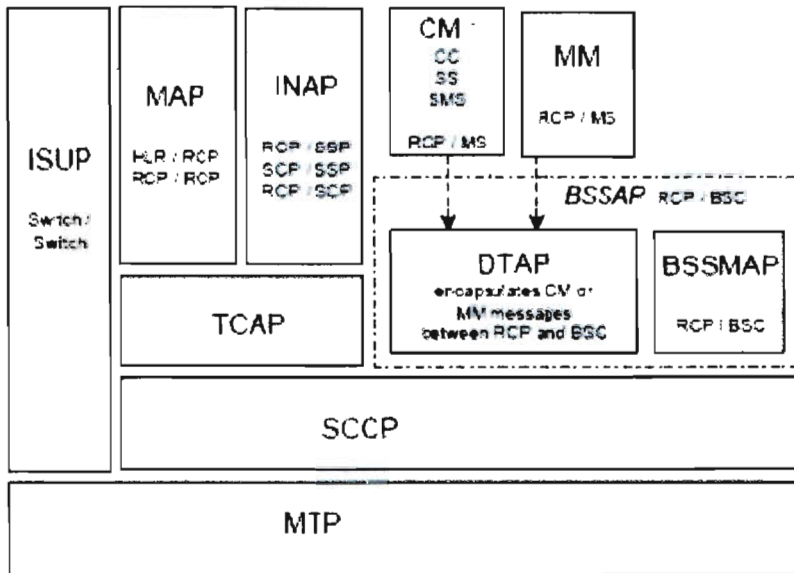 ISUP
Switch /
Switch
MAP
HLR / RCP
RCP / RCP
INAP
RCP / SSP
SCP / SSP
RCP / SCP
CM
CC
SS
SMS
RCP / MS
MM
RCP / MS
BSSAP RCP / BSC
DTAP
encapsulates CM or
MM messages
between RCP and BSC
BSSMAP
RCP / BSC
TCAP
SCCP
MTP